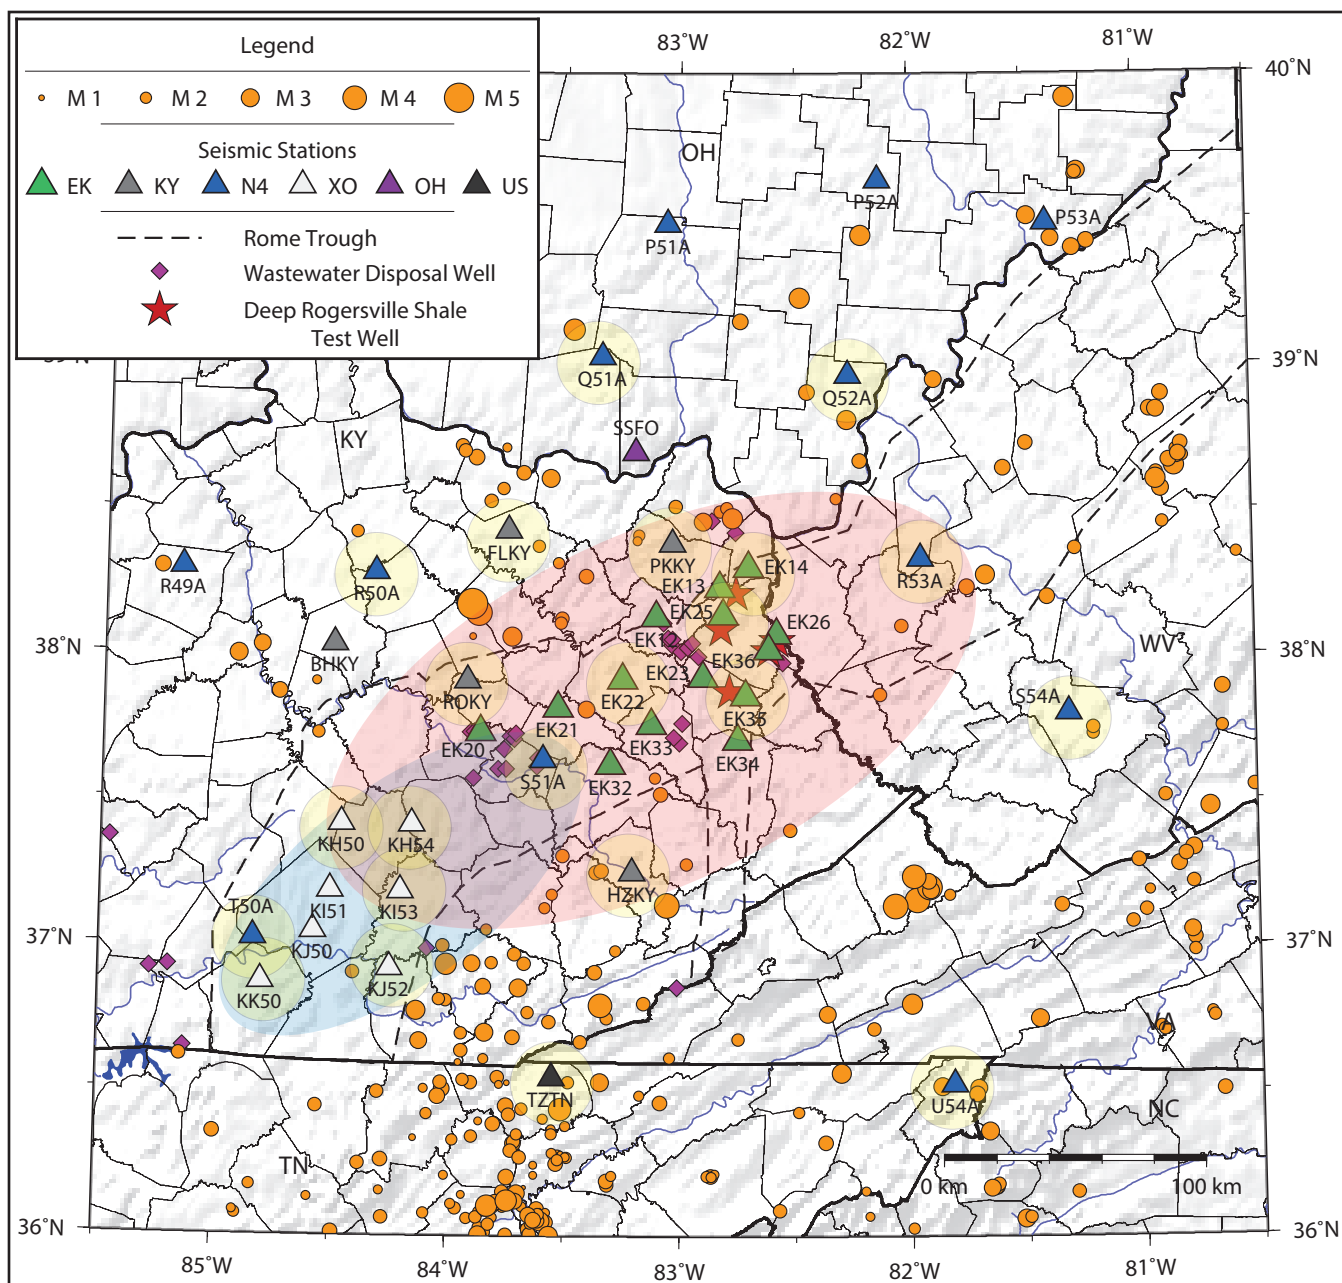 Legend
M 1 M 2 M 3 M 4 M 5
Seismic Stations
EK KY N4 XO OH US
Rome Trough
Wastewater Disposal Well
Deep Rogersville Shale
Test Well
83°W 82°W 81°W
40°N
OH
P52A
P53A
P51A
39°N
Q51A
Q52A
SSFO
KY
FLKY
PKKY
EK14
R49A
R50A
EK13
R53A
EK25
EK26
EK12
38°N
38°N
BHKY
WV
EK36
EK23
ROKY
EK22
S54A
EK35
EK21
EK20
EK33
EK34
S51A
EK32
KH50
KH54
HZKY
T50A
KI51
KI53
37°N
37°N
KJ50
KJ52
KK50
VA
TZTN
U54A
NC
TN
0 km 100 km
36°N
36°N
85°W 84°W 83°W 82°W 81°W